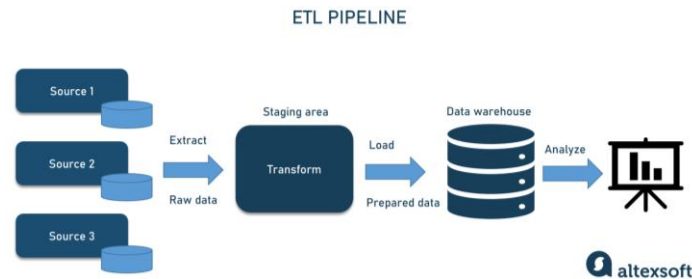 ETL PIPELINE
Source 1
Source 2
Source 3
Extract
Raw data
Staging area
Transform
Load
Prepared data
Data warehouse
Analyze
altexsoft